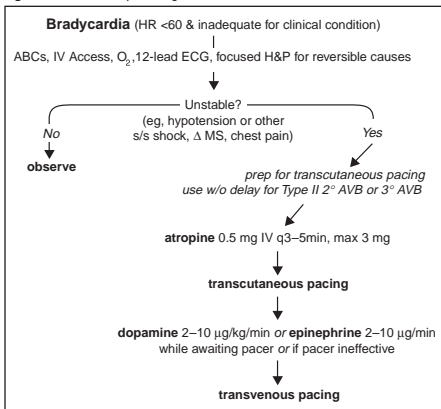 Bradycardia (HR <60 & inadequate for clinical condition)
ABCs, IV Access, O2,12-lead ECG, focused H&P for reversible causes
Unstable?
(eg, hypotension or other
s/s shock, Δ MS, chest pain)
No
Yes
observe
prep for transcutaneous pacing
use w/o delay for Type II 2° AVB or 3° AVB
atropine 0.5 mg IV q3–5min, max 3 mg
transcutaneous pacing
dopamine 2–10 µg/kg/min or epinephrine 2–10 µg/min
while awaiting pacer or if pacer ineffective
transvenous pacing